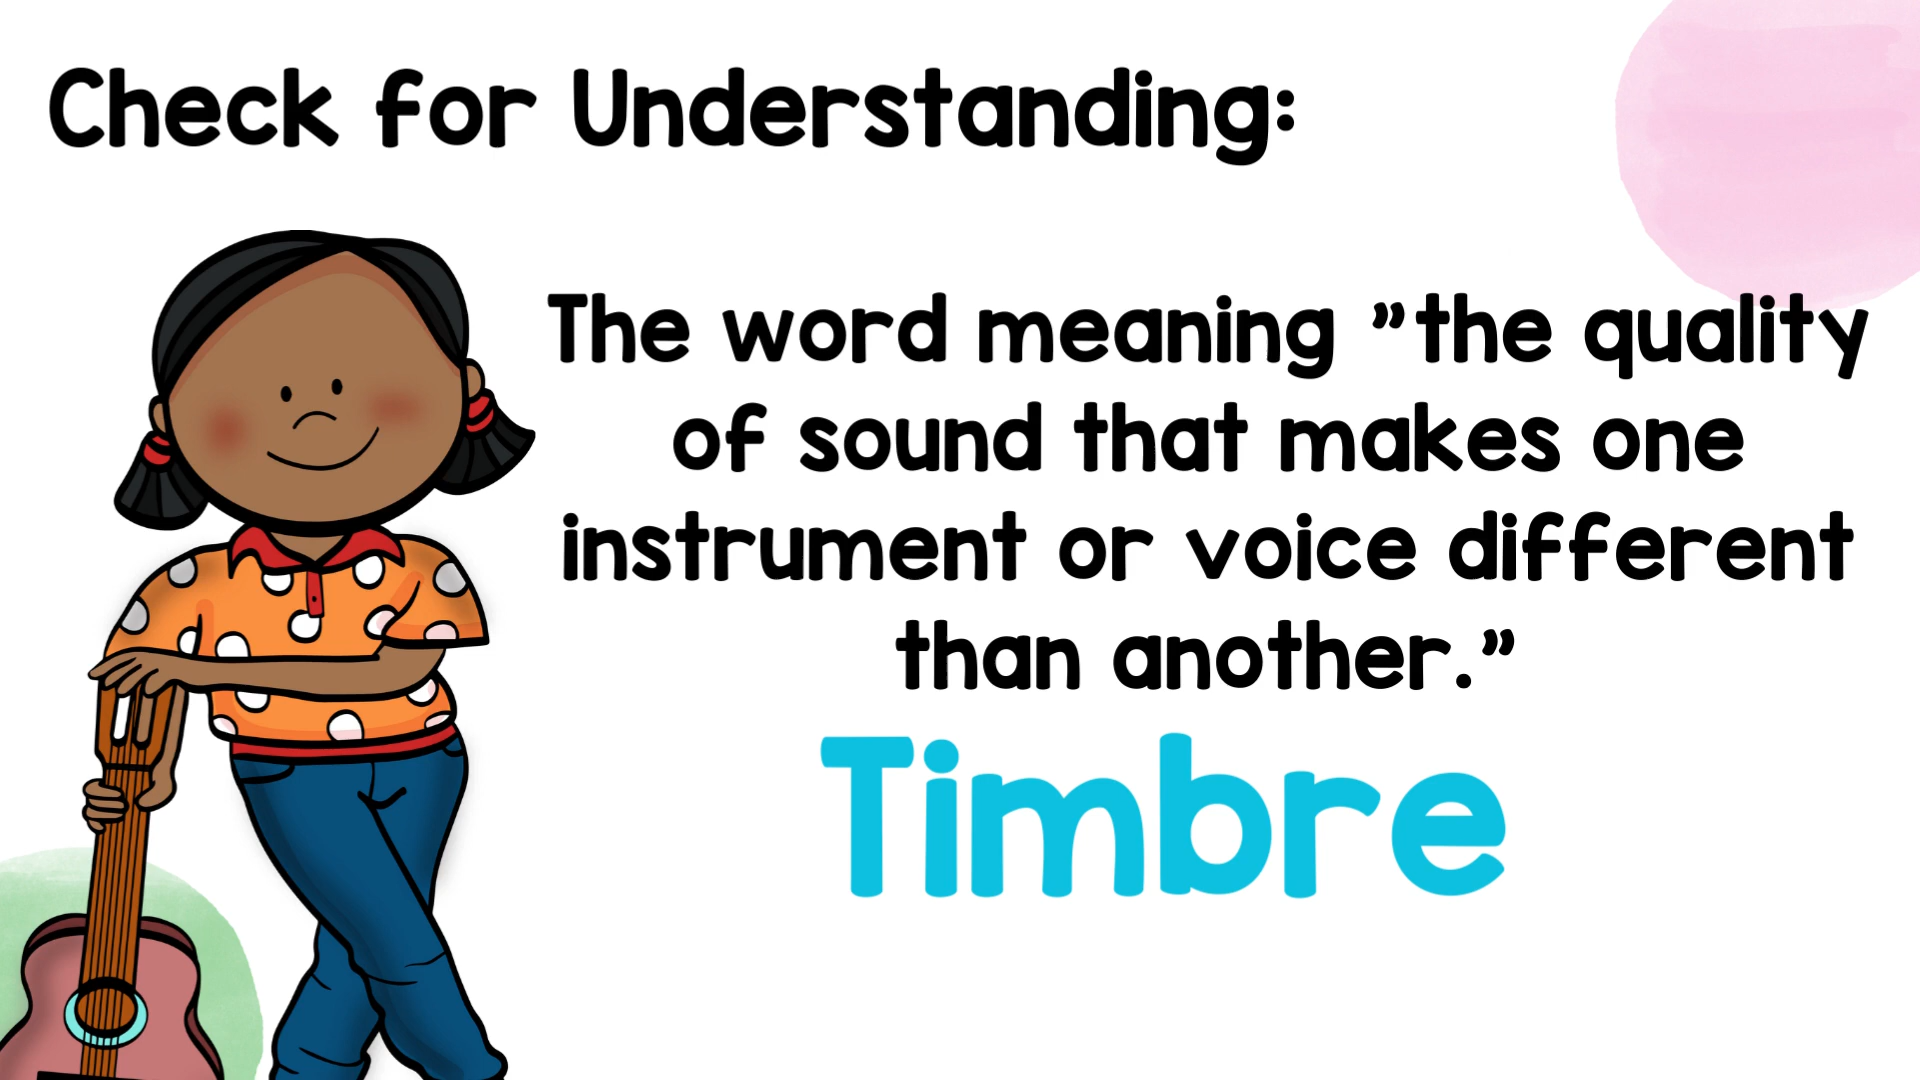 Check for Understanding:
The word meaning ”the quality
of sound that makes one
instrument or voice different
than another.”
Timbre